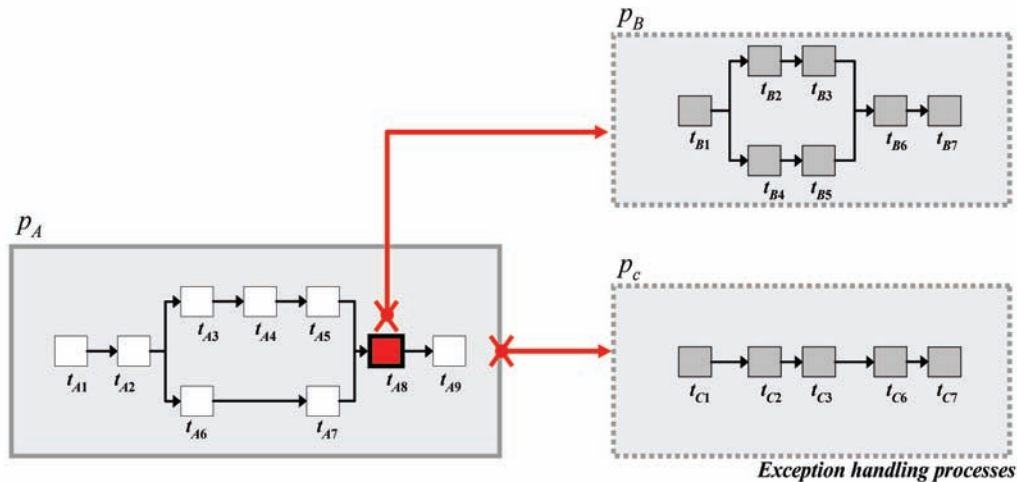 p_B
t_B2 t_B3
t_B1 t_B6 t_B7
t_B4 t_B5
p_A
t_A3 t_A4 t_A5
t_A1 t_A2 t_A8 t_A9
t_A6 t_A7
p_c
t_C1 t_C2 t_C3 t_C6 t_C7
Exception handling processes